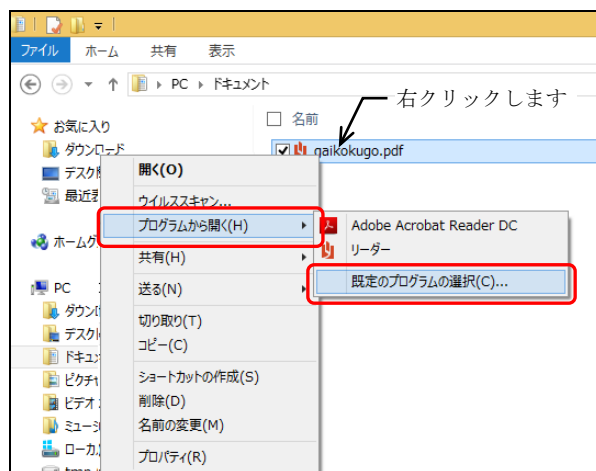 ファイル ホーム 共有 表示
PC ドキュメント
右クリックします
名前
お気に入り
gaikokugo.pdf
ダウンロード
開く(O)
ウイルススキャン...
プログラムから開く(H)
Adobe Acrobat Reader DC
リーダー
共有(H)
既定のプログラムの選択(C)...
PC
送る(N)
切り取り(T)
コピー(C)
ショートカットの作成(S)
削除(D)
名前の変更(M)
プロパティ(R)